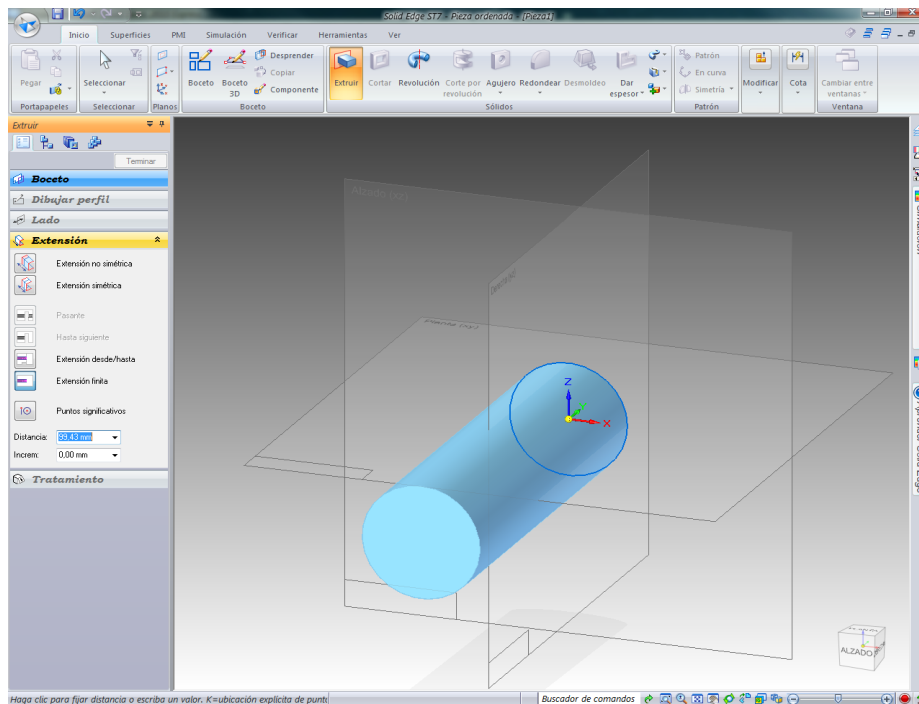 Solid Edge ST7 - Pieza ordenada - [Pieza1]
Inicio Superficies PMI Simulación Verificar Herramientas Ver
Pegar
Seleccionar
Boceto
Boceto 3D
Desprender
Copiar
Componente
Extruir
Cortar
Revolución
Corte por revolución
Agujero
Redondear
Desmoldeo
Dar espesor
Patrón
En curva
Simetría
Modificar
Cota
Cambiar entre ventanas
Portapapeles Seleccionar Planos Boceto Sólidos Patrón Ventana
Extruir
Terminar
Boceto
Dibujar perfil
Lado
Extensión
Extensión no simétrica
Extensión simétrica
Pasante
Hasta siguiente
Extensión desde/hasta
Extensión finita
Puntos significativos
Distancia: 99,43 mm
Increm: 0,00 mm
Tratamiento
Alzado (xz)
Z
Y
X
ALZADO
Haga clic para fijar distancia o escriba un valor. K=ubicación explícita de punt
Buscador de comandos